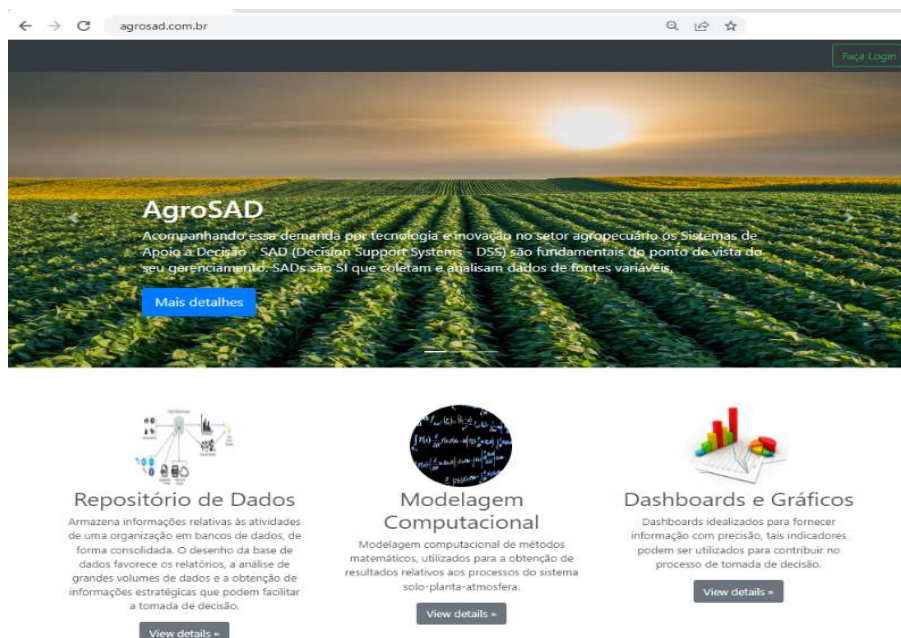 agrosad.com.br
Faça Login
AgroSAD
Acompanhando essa demanda por tecnologia e inovação no setor agropecuário os Sistemas de
Apoio a Decisão - SAD (Decision Support Systems - DSS) são fundamentais do ponto de vista do
seu gerenciamento. SADs são SI que coletam e analisam dados de fontes variáveis,
Mais detalhes
Repositório de Dados
Armazena informações relativas às atividades
de uma organização em bancos de dados, de
forma consolidada. O desenho da base de
dados favorece os relatórios, a análise de
grandes volumes de dados e a obtenção de
informações estratégicas que podem facilitar
a tomada de decisão.
View details »
Modelagem
Computacional
Modelagem computacional de métodos
matemáticos, utilizados para a obtenção de
resultados relativos aos processos do sistema
solo-planta-atmosfera.
View details »
Dashboards e Gráficos
Dashboards idealizados para fornecer
informação com precisão, tais indicadores
podem ser utilizados para contribuir no
processo de tomada de decisão.
View details »